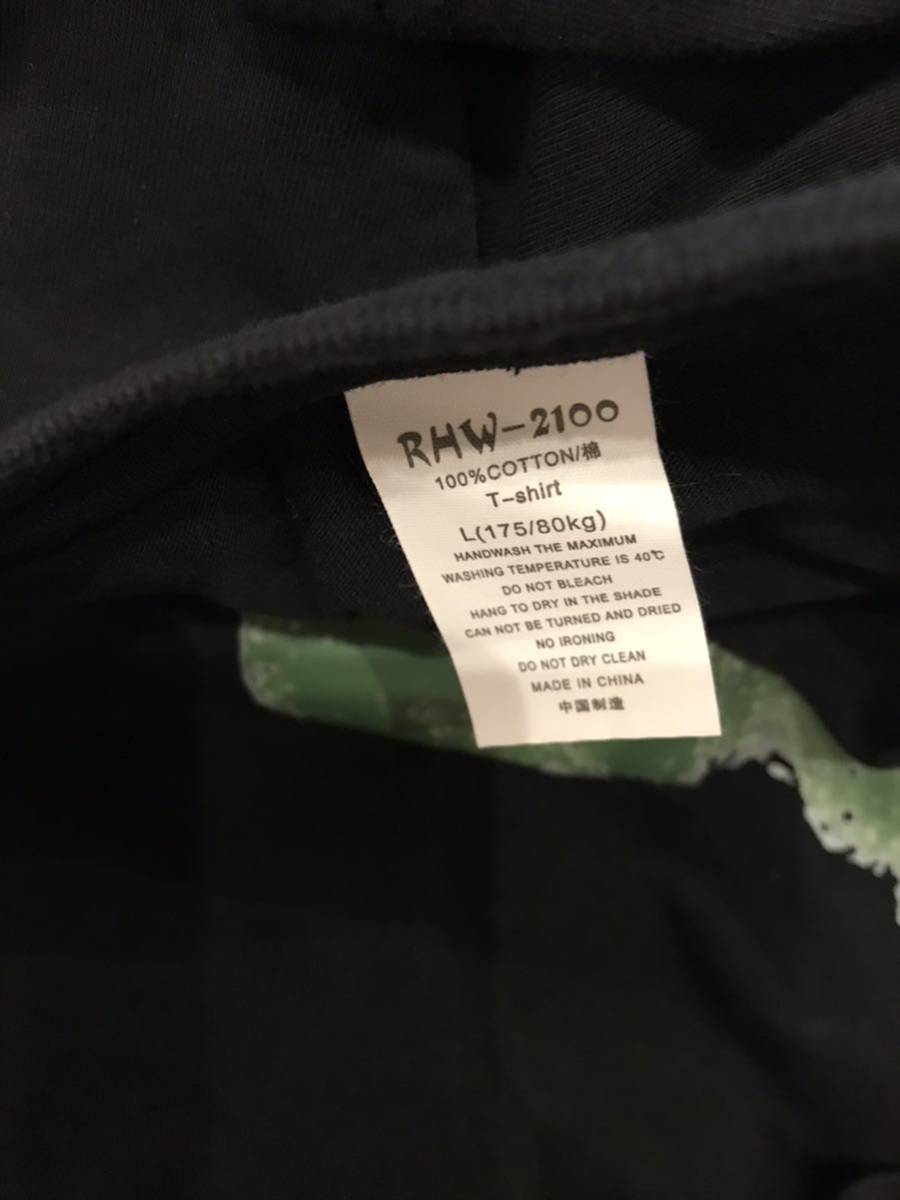 RHW-2100
100%COTTON/棉
T-shirt
L(175/80kg)
HANDWASH THE MAXIMUM
WASHING TEMPERATURE IS 40℃
DO NOT BLEACH
HANG TO DRY IN THE SHADE
CAN NOT BE TURNED AND DRIED
NO IRONING
DO NOT DRY CLEAN
MADE IN CHINA
中国制造